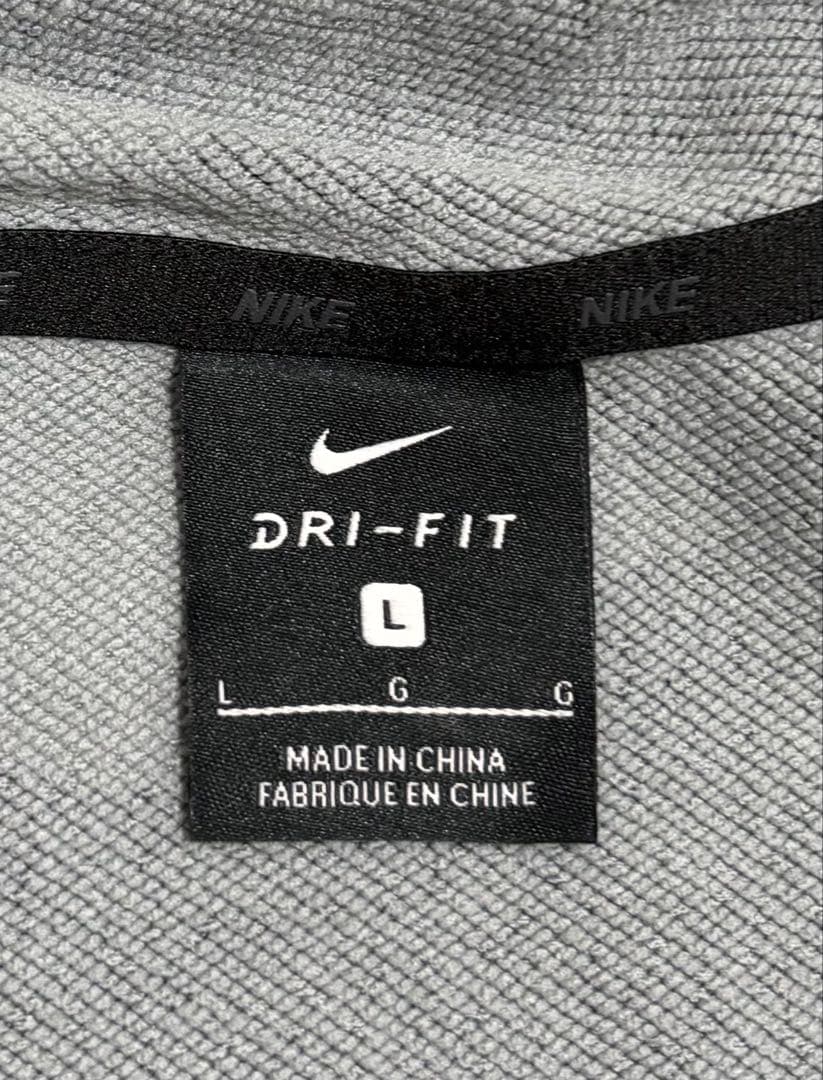 NIKE NIKE
DRI-FIT
L
L G G
MADE IN CHINA
FABRIQUE EN CHINE